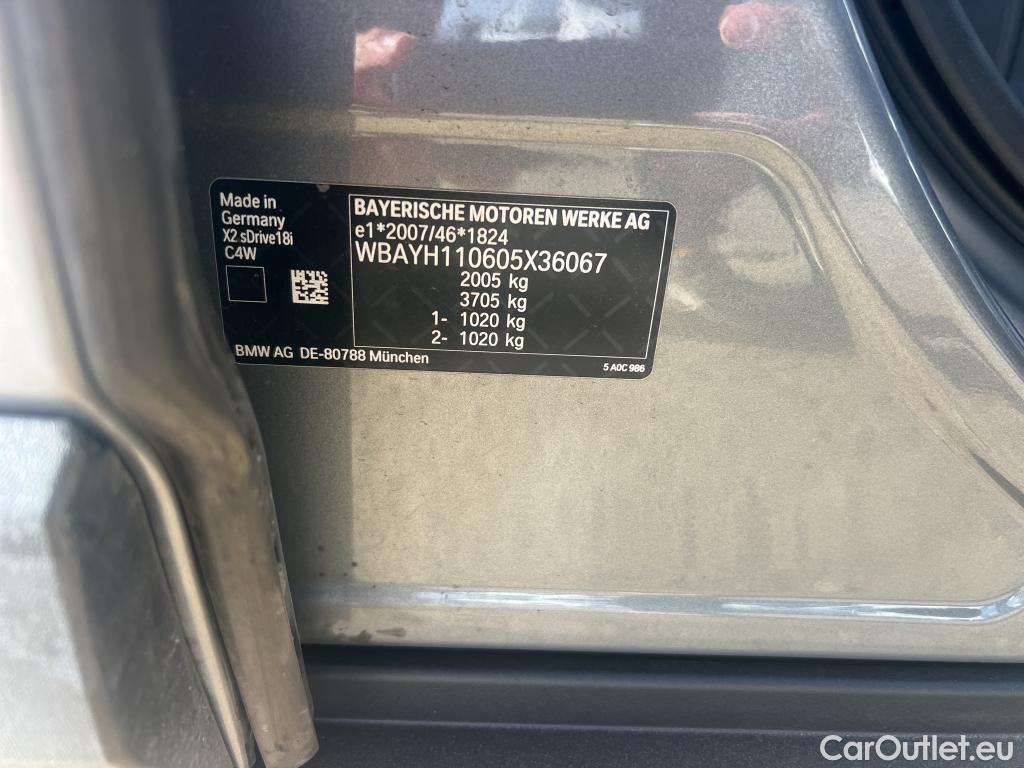 Made in
Germany
X2 sDrive18i
C4W
BAYERISCHE MOTOREN WERKE AG
e1*2007/46*1824
WBAYH110605X36067
2005 kg
3705 kg
1- 1020 kg
2- 1020 kg
BMW AG DE-80788 München
5 A0C 986
CarOutlet.eu